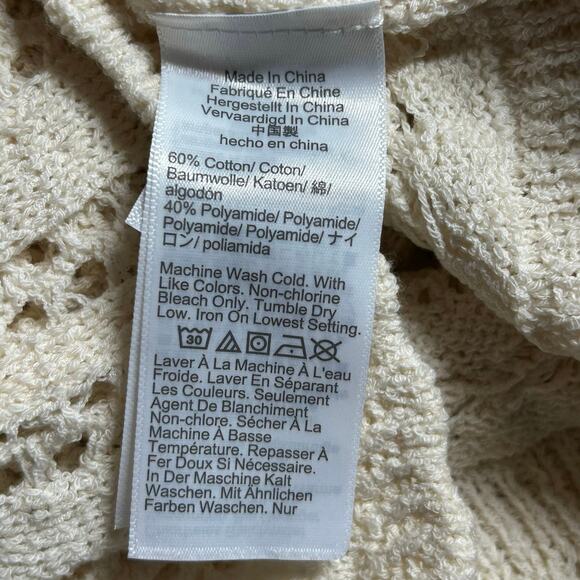 Made In China
Fabriqué En Chine
Hergestellt In China
Vervaardigd In China
中国製
hecho en china
60% Cotton/ Coton/
Baumwolle/ Katoen/ 綿/
algodón
40% Polyamide/ Polyamide/
Polyamide/ Polyamide/ ナイ
ロン/ poliamida
Machine Wash Cold. With
Like Colors. Non-chlorine
Bleach Only. Tumble Dry
Low. Iron On Lowest Setting.
30
Laver À La Machine À L'eau
Froide. Laver En Séparant
Les Couleurs. Seulement
Agent De Blanchiment
Non-chlore. Sécher À La
Machine À Basse
Température. Repasser À
Fer Doux Si Nécessaire.
In Der Maschine Kalt
Waschen. Mit Ähnlichen
Farben Waschen. Nur